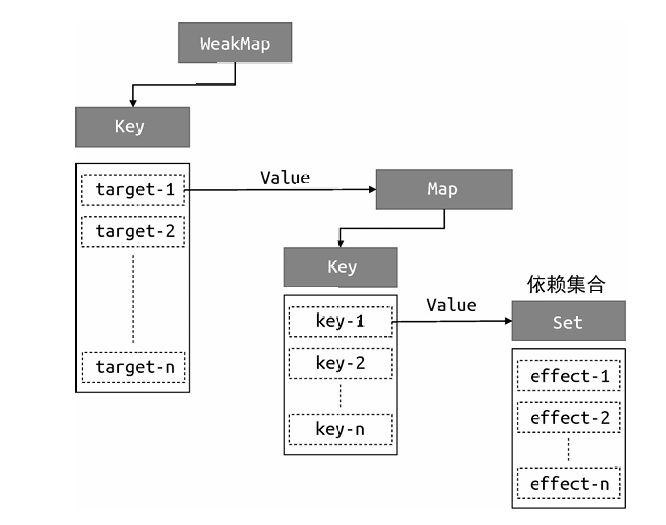 WeakMap
Key
target-1
target-2
target-n
Value
Map
Key
key-1
key-2
key-n
Value
依赖集合
Set
effect-1
effect-2
effect-n